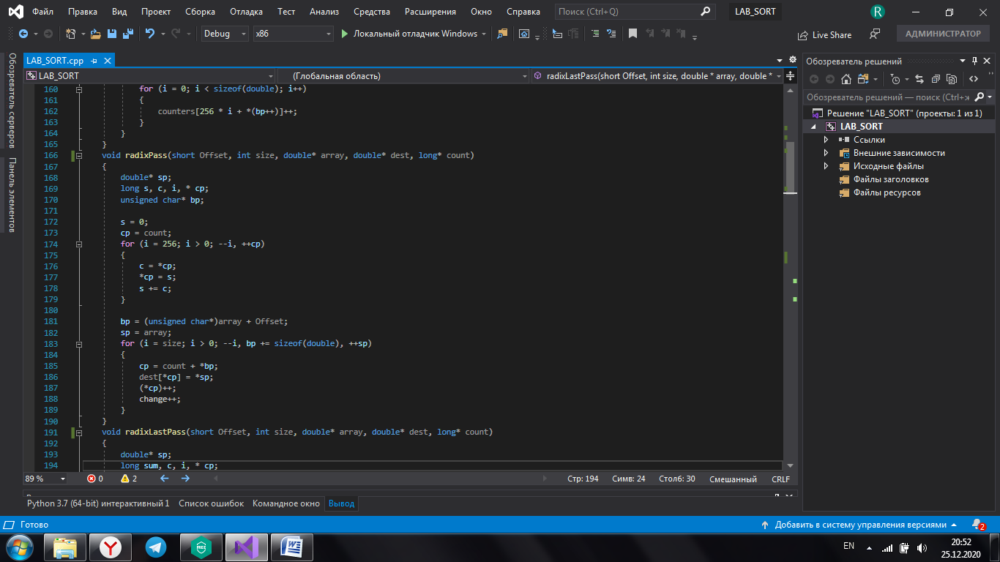 Файл Правка Вид Проект Сборка Отладка Тест Анализ Средства Расширения Окно Справка Поиск (Ctrl+Q) LAB_SORT R
Debug x86 Локальный отладчик Windows Live Share АДМИНИСТРАТОР
Обозреватель серверов
Панель элементов
LAB_SORT.cpp
LAB_SORT (Глобальная область) radixLastPass(short Offset, int size, double * array, double *
160 for (i = 0; i < sizeof(double); i++)
161 {
162 counters[256 * i + *(bp++)]++;
163 }
164 }
165 }
166 void radixPass(short Offset, int size, double* array, double* dest, long* count)
167 {
168 double* sp;
169 long s, c, i, * cp;
170 unsigned char* bp;
171
172 s = 0;
173 cp = count;
174 for (i = 256; i > 0; --i, ++cp)
175 {
176 c = *cp;
177 *cp = s;
178 s += c;
179 }
180
181 bp = (unsigned char*)array + Offset;
182 sp = array;
183 for (i = size; i > 0; --i, bp += sizeof(double), ++sp)
184 {
185 cp = count + *bp;
186 dest[*cp] = *sp;
187 (*cp)++;
188 change++;
189 }
190 }
191 void radixLastPass(short Offset, int size, double* array, double* dest, long* count)
192 {
193 double* sp;
194 long sum, c, i, * cp;
89 % 0 2 Стр: 194 Симв: 24 Столб: 30 Смешанный CRLF
Python 3.7 (64-bit) интерактивный 1 Список ошибок Командное окно Вывод
Обозреватель решений
Обозреватель решений — поиск (Ctrl+ж
Решение "LAB_SORT" (проекты: 1 из 1)
LAB_SORT
Ссылки
Внешние зависимости
Исходные файлы
Файлы заголовков
Файлы ресурсов
Готово Добавить в систему управления версиями 2
EN 20:52
25.12.2020